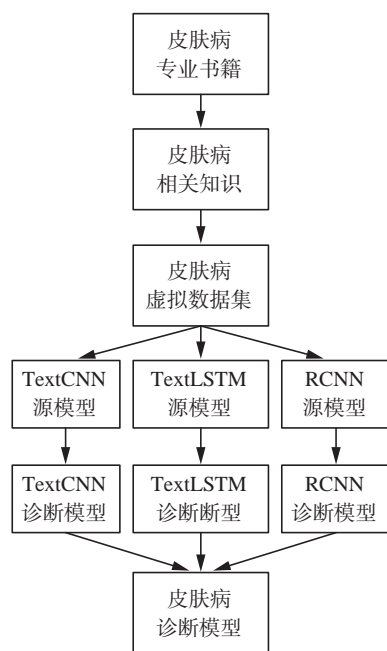 皮肤病
专业书籍
皮肤病
相关知识
皮肤病
虚拟数据集
TextCNN
源模型
TextLSTM
源模型
RCNN
源模型
TextCNN
诊断模型
TextLSTM
诊断断型
RCNN
诊断模型
皮肤病
诊断模型